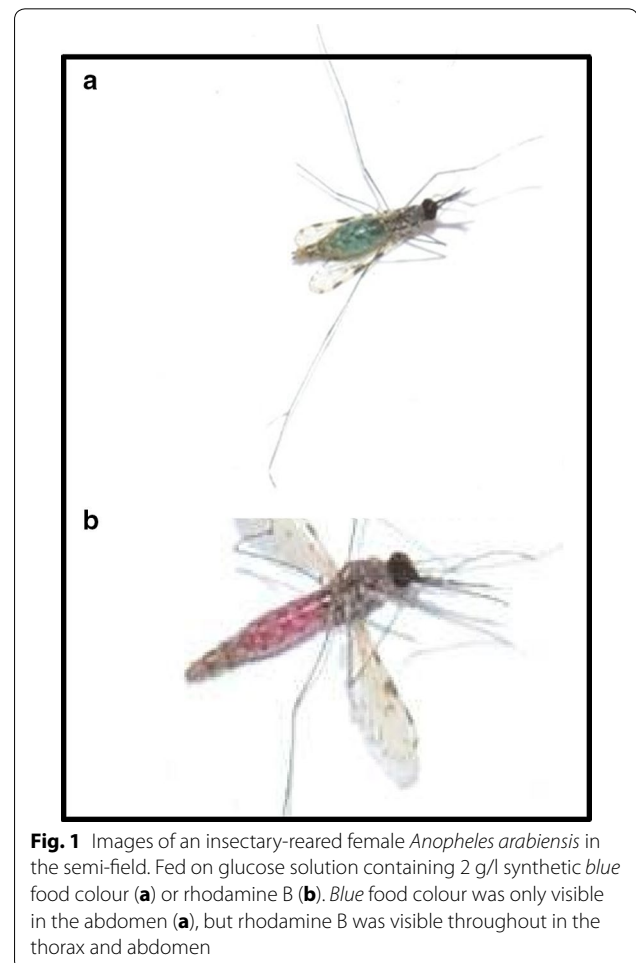 a
b
Fig. 1 Images of an insectary-reared female Anopheles arabiensis in
the semi-field. Fed on glucose solution containing 2 g/l synthetic blue
food colour (a) or rhodamine B (b). Blue food colour was only visible
in the abdomen (a), but rhodamine B was visible throughout in the
thorax and abdomen